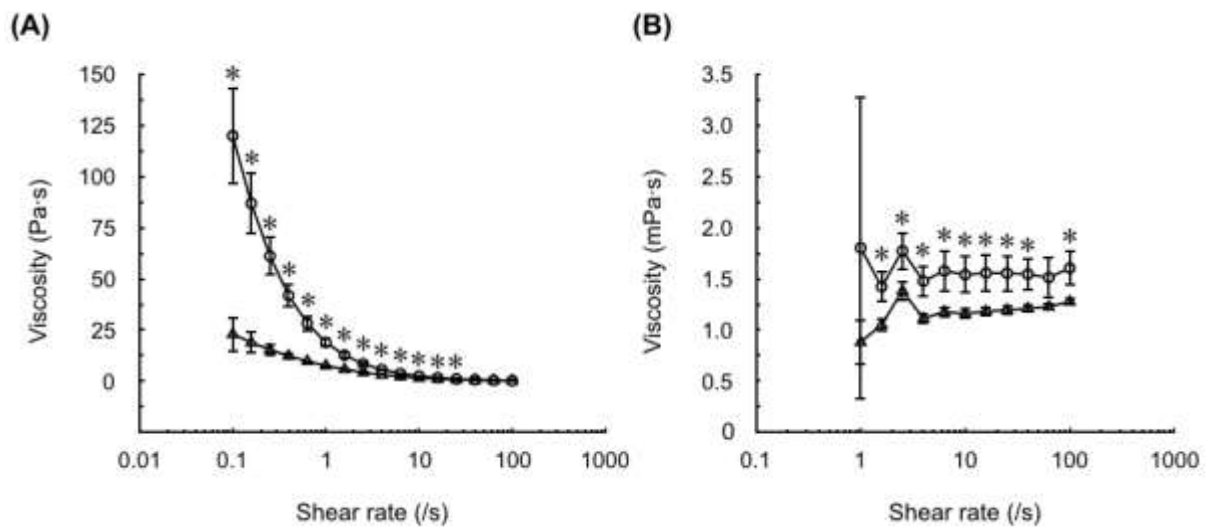 (A)
Viscosity (Pa·s)
150
125
100
75
50
25
0
* * * * * * * * * * * * *
0.01 0.1 1 10 100 1000
Shear rate (/s)
(B)
Viscosity (mPa·s)
3.5
3.0
2.5
2.0
1.5
1.0
0.5
0
* * * * * * * * *
0.1 1 10 100 1000
Shear rate (/s)